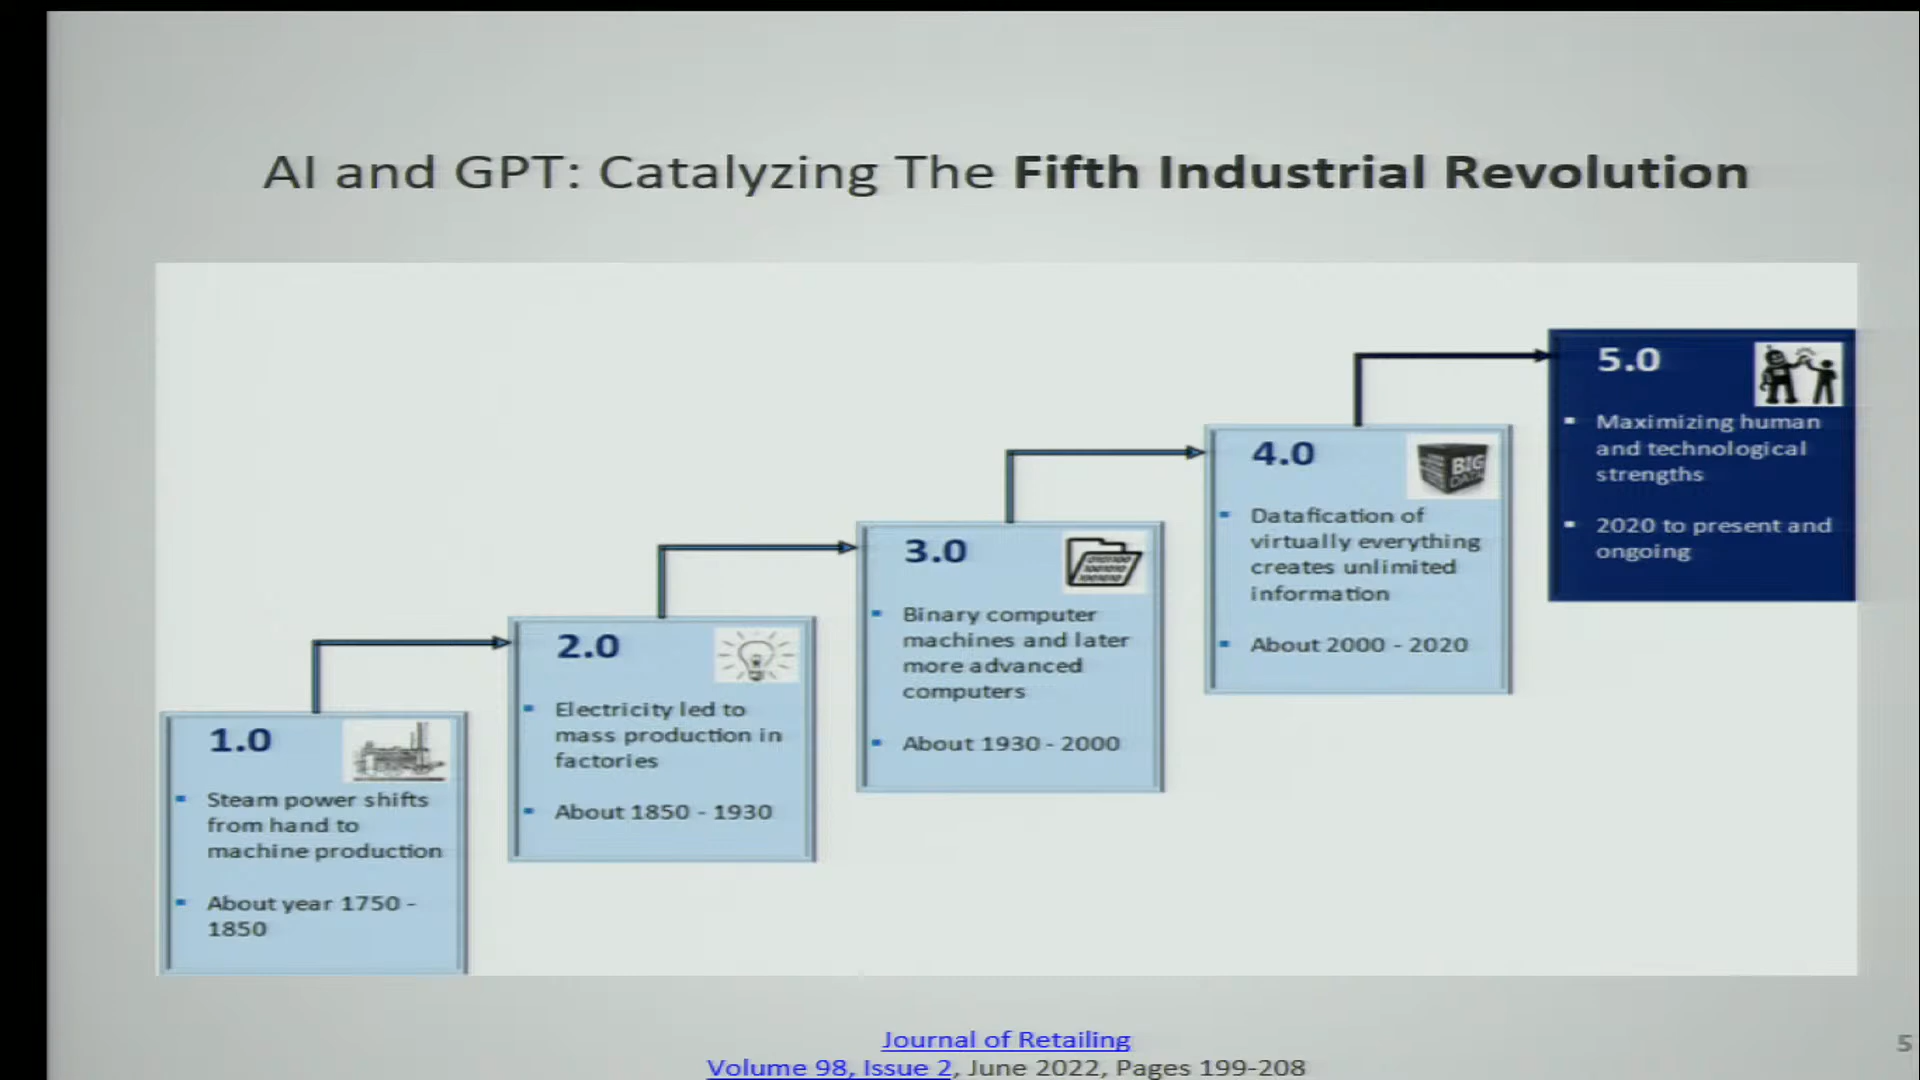 AI and GPT: Catalyzing The Fifth Industrial Revolution
1.0
Steam power shifts
from hand to
machine production
About year 1750 -
1850
2.0
Electricity led to
mass production in
factories
About 1850 - 1930
3.0
Binary computer
machines and later
more advanced
computers
About 1930 - 2000
4.0
BIG
DATA
Datafication of
virtually everything
creates unlimited
information
About 2000 - 2020
5.0
Maximizing human
and technological
strengths
2020 to present and
ongoing
Journal of Retailing
Volume 98, Issue 2, June 2022, Pages 199-208
5